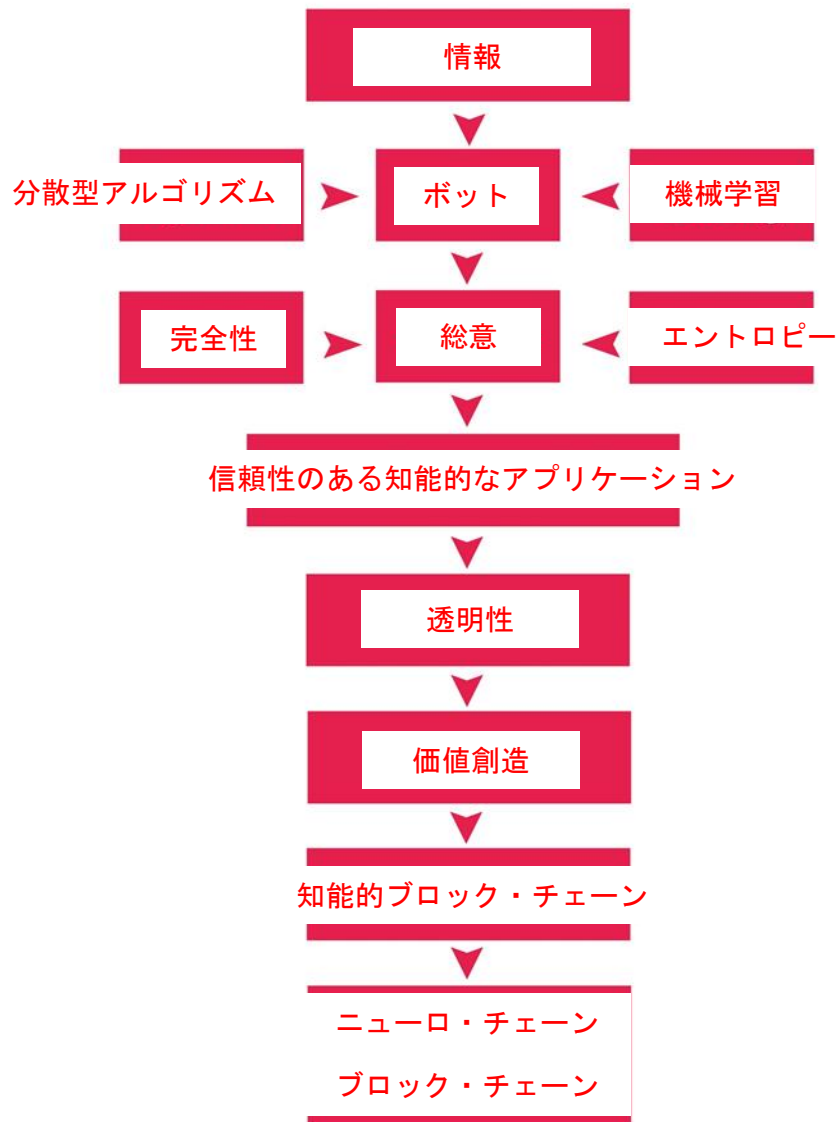 情報
分散型アルゴリズム
ボット
機械学習
完全性
総意
エントロピー
信頼性のある知能的なアプリケーション
透明性
価値創造
知能的ブロック・チェーン
ニューロ・チェーン
ブロック・チェーン